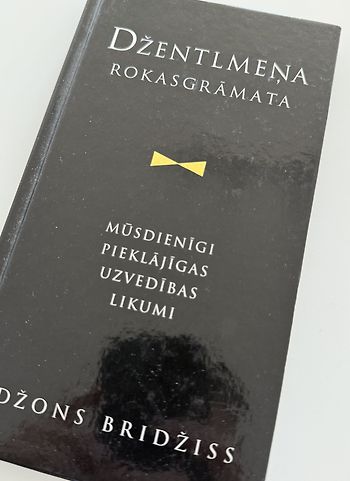 DŽENTLMEŅA
ROKASGRĀMATA
MŪSDIENĪGI
PIEKLĀJĪGAS
UZVEDĪBAS
LIKUMI
DŽONS BRIDŽISS